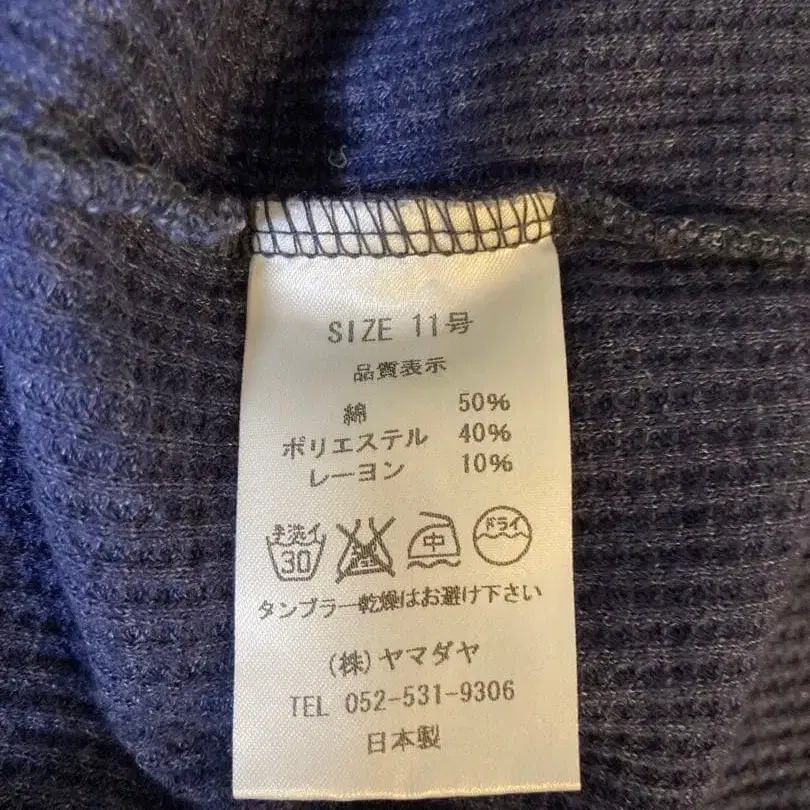 SIZE 11号
品質表示
綿 50%
ポリエステル 40%
レーヨン 10%
手洗イ 30 中 ドライ
タンブラー乾燥はお避け下さい
(株)ヤマダヤ
TEL 052-531-9306
日本製